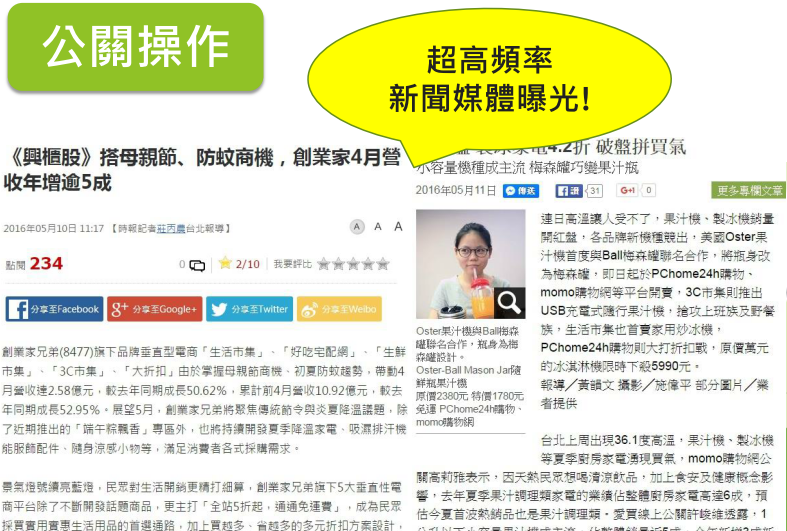 公關操作
超高頻率
新聞媒體曝光!
《興櫃股》搭母親節、防蚊商機，創業家4月營
收年增逾5成
2016年05月10日 11:17 【時報記者莊丙農台北報導】
A A A
點閱 234
0
2/10
我要評比
分享至Facebook
分享至Google+
分享至Twitter
分享至Weibo
創業家兄弟(8477)旗下品牌垂直型電商「生活市集」、「好吃宅配網」、「生鮮
市集」、「3C市集」、「大折扣」由於掌握母親節商機、初夏防蚊趨勢，帶動4
月營收達2.58億元，較去年同期成長50.62%，累計前4月營收10.92億元，較去
年同期成長52.95%。展望5月，創業家兄弟將聚焦傳統節令與炎夏降溫議題，除
了近期推出的「端午粽飄香」專區外，也將持續開發夏季降溫家電、吸濕排汗機
能服飾配件、隨身涼感小物等，滿足消費者各式採購需求。
景氣燈號續亮藍燈，民眾對生活開銷更精打細算，創業家兄弟旗下5大垂直性電
商平台除了不斷開發話題商品，更主打「全站5折起，通通免運費」，成為民眾
採買實用實惠生活用品的首選通路，加上買越多、省越多的多元折扣方案設計，
4.2折 破盤拼買氣
小容量機種成主流 梅森罐巧變果汁瓶
2016年05月11日
傳送
讚
31
G+1
0
更多專欄文章
Oster果汁機與Ball梅森
罐聯名合作，瓶身為梅
森罐設計。
Oster-Ball Mason Jar隨
鮮瓶果汁機
原價2380元 特價1780元
免運 PChome24h購物、
momo購物網
連日高溫讓人受不了，果汁機、製冰機銷量
開紅盤，各品牌新機種競出，美國Oster果
汁機首度與Ball梅森罐聯名合作，將瓶身改
為梅森罐，即日起於PChome24h購物、
momo購物網等平台開賣，3C市集則推出
USB充電式隨行果汁機，搶攻上班族及野餐
族，生活市集也首賣家用炒冰機，
PChome24h購物則大打折扣戰，原價萬元
的冰淇淋機限時下殺5990元。
報導╱黃韻文 攝影╱施偉平 部分圖片╱業
者提供
台北上周出現36.1度高溫，果汁機、製冰機
等夏季廚房家電湧現買氣，momo購物網公
關高莉雅表示，因天熱民眾想喝清涼飲品，加上食安及健康概念影
響，去年夏季果汁調理類家電的業績佔整體廚房家電高達6成，預
估今夏首波熱銷品也是果汁調理類。愛買線上公關許峻維透露，1